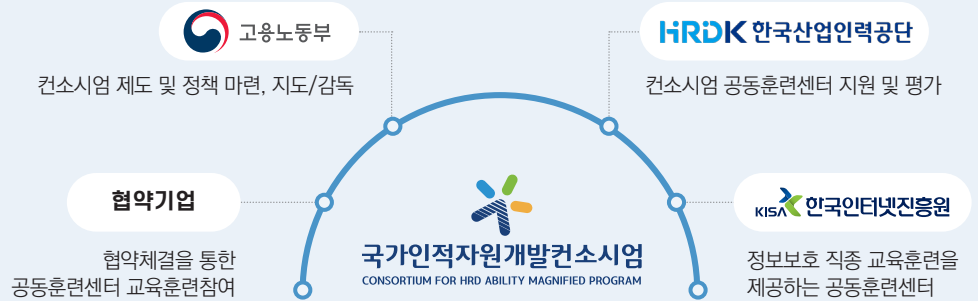 고용노동부
HRDK 한국산업인력공단
컨소시엄 제도 및 정책 마련, 지도/감독
컨소시엄 공동훈련센터 지원 및 평가
협약기업
KISA 한국인터넷진흥원
국가인적자원개발컨소시엄
CONSORTIUM FOR HRD ABILITY MAGNIFIED PROGRAM
협약체결을 통한
공동훈련센터 교육훈련참여
정보보호 직종 교육훈련을
제공하는 공동훈련센터